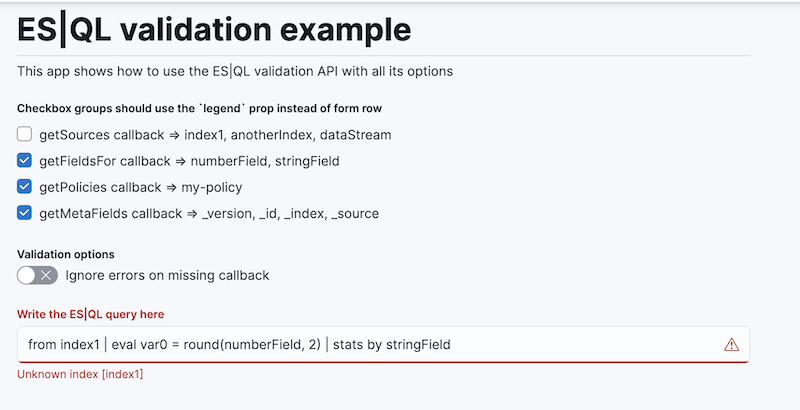 ES|QL validation example
This app shows how to use the ES|QL validation API with all its options
Checkbox groups should use the `legend` prop instead of form row
getSources callback => index1, anotherIndex, dataStream
getFieldsFor callback => numberField, stringField
getPolicies callback => my-policy
getMetaFields callback => _version, _id, _index, _source
Validation options
Ignore errors on missing callback
Write the ES|QL query here
from index1 | eval var0 = round(numberField, 2) | stats by stringField
Unknown index [index1]